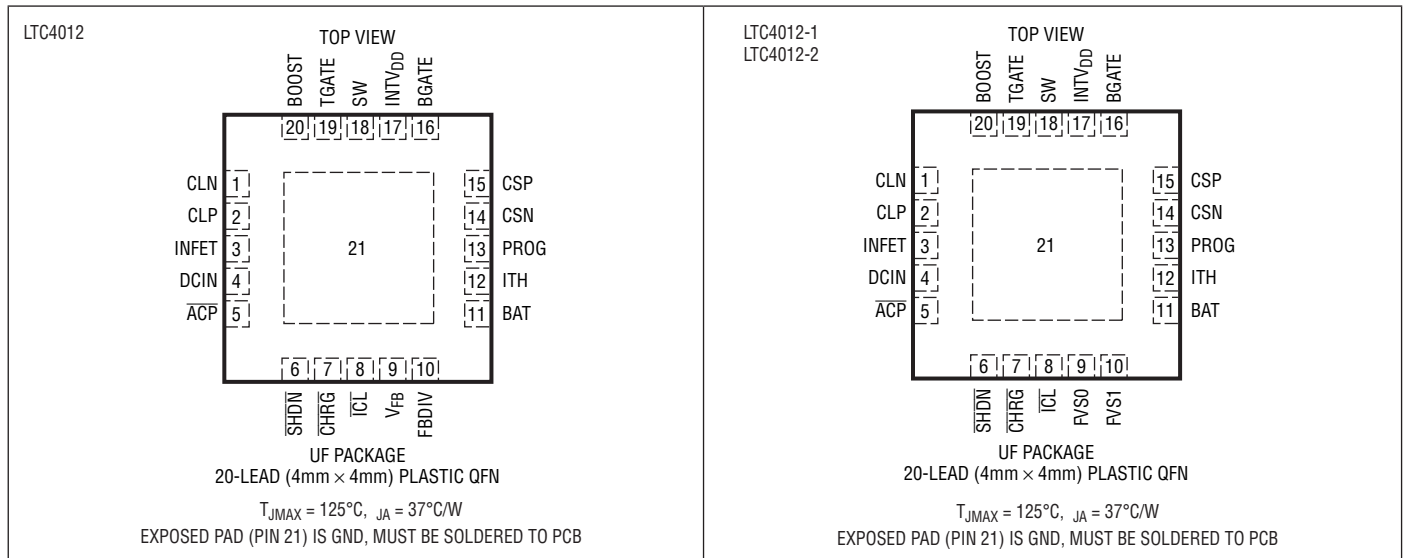 LTC4012
TOP VIEW
BOOST
TGATE
SW
INTVDD
BGATE
20 19 18 17 16
CLN 1
CLP 2
INFET 3
DCIN 4
ACP 5
21
15 CSP
14 CSN
13 PROG
12 ITH
11 BAT
6 7 8 9 10
SHDN
CHRG
ICL
VFB
FBDIV
UF PACKAGE
20-LEAD (4mm × 4mm) PLASTIC QFN
TJMAX = 125°C, JA = 37°C/W
EXPOSED PAD (PIN 21) IS GND, MUST BE SOLDERED TO PCB
LTC4012-1
LTC4012-2
TOP VIEW
BOOST
TGATE
SW
INTVDD
BGATE
20 19 18 17 16
CLN 1
CLP 2
INFET 3
DCIN 4
ACP 5
21
15 CSP
14 CSN
13 PROG
12 ITH
11 BAT
6 7 8 9 10
SHDN
CHRG
ICL
FVS0
FVS1
UF PACKAGE
20-LEAD (4mm × 4mm) PLASTIC QFN
TJMAX = 125°C, JA = 37°C/W
EXPOSED PAD (PIN 21) IS GND, MUST BE SOLDERED TO PCB